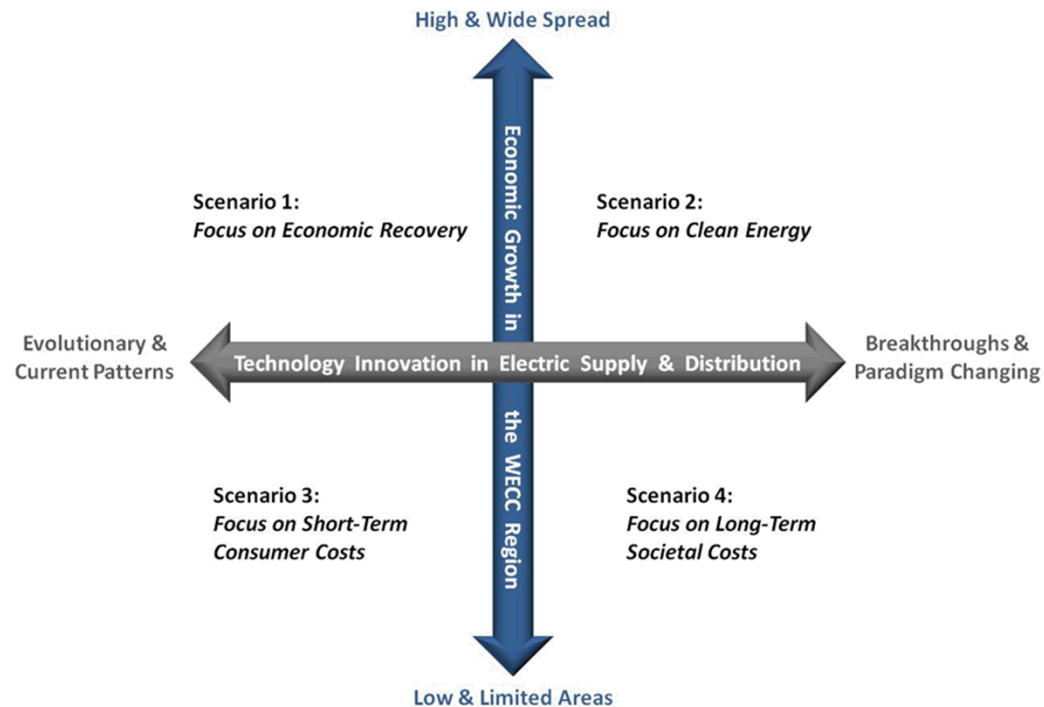 High & Wide Spread
Economic Growth in
the WECC Region
Scenario 1:
Focus on Economic Recovery
Scenario 2:
Focus on Clean Energy
Evolutionary &
Current Patterns
Technology Innovation in Electric Supply & Distribution
Breakthroughs &
Paradigm Changing
Scenario 3:
Focus on Short-Term
Consumer Costs
Scenario 4:
Focus on Long-Term
Societal Costs
Low & Limited Areas